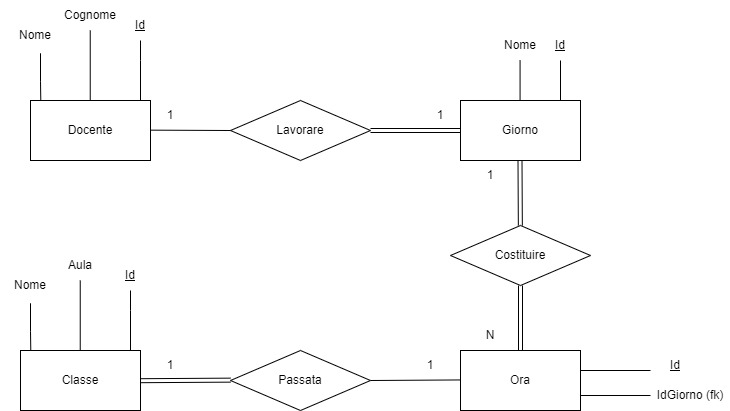 Cognome
Nome
Id
Nome
Id
1
1
Docente
Lavorare
Giorno
1
Costituire
Aula
Id
Nome
N
1
1
Id
Classe
Passata
Ora
IdGiorno (fk)